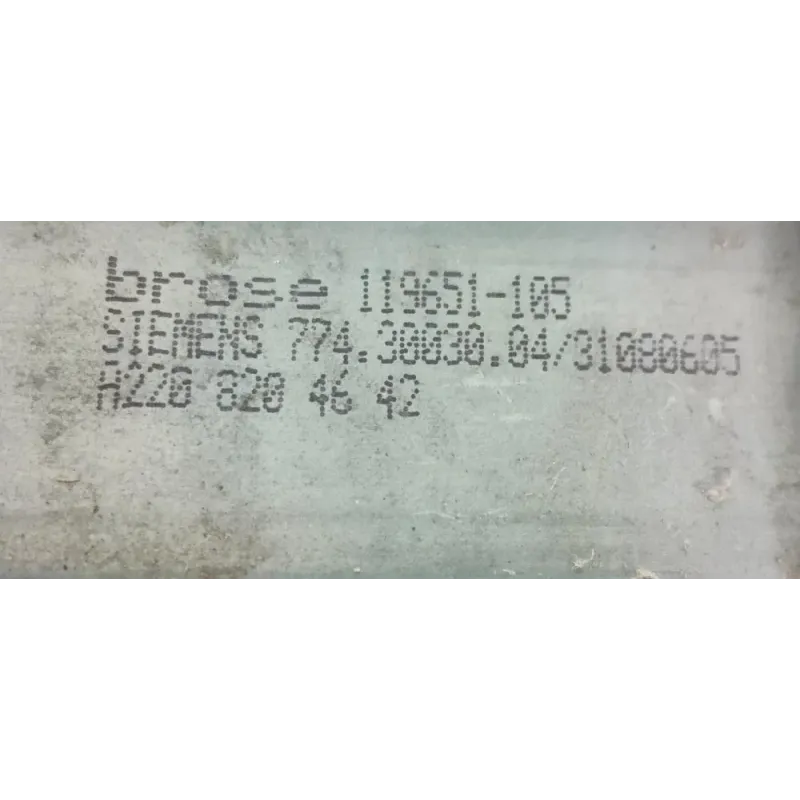 brose 119651-105
SIEMENS 774.30030.04/31080605
A220 820 46 42